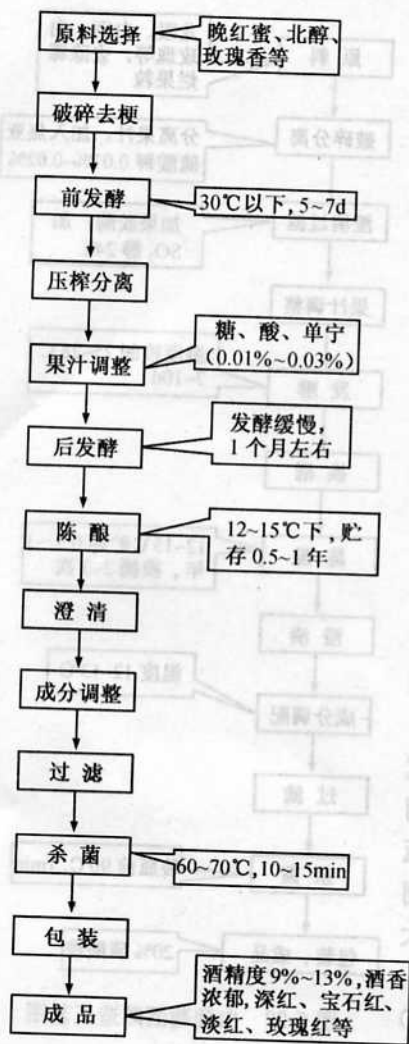 原料选择
晚红蜜、北醇、
玫瑰香等
破碎去梗
前发酵
30℃以下,5~7d
压榨分离
果汁调整
糖、酸、单宁
(0.01%~0.03%)
后发酵
发酵缓慢,
1个月左右
陈酿
12~15℃下,贮
存0.5~1年
澄清
成分调整
过滤
杀菌
60~70℃,10~15min
包装
成品
酒精度9%~13%,酒香
浓郁,深红、宝石红、
淡红、玫瑰红等